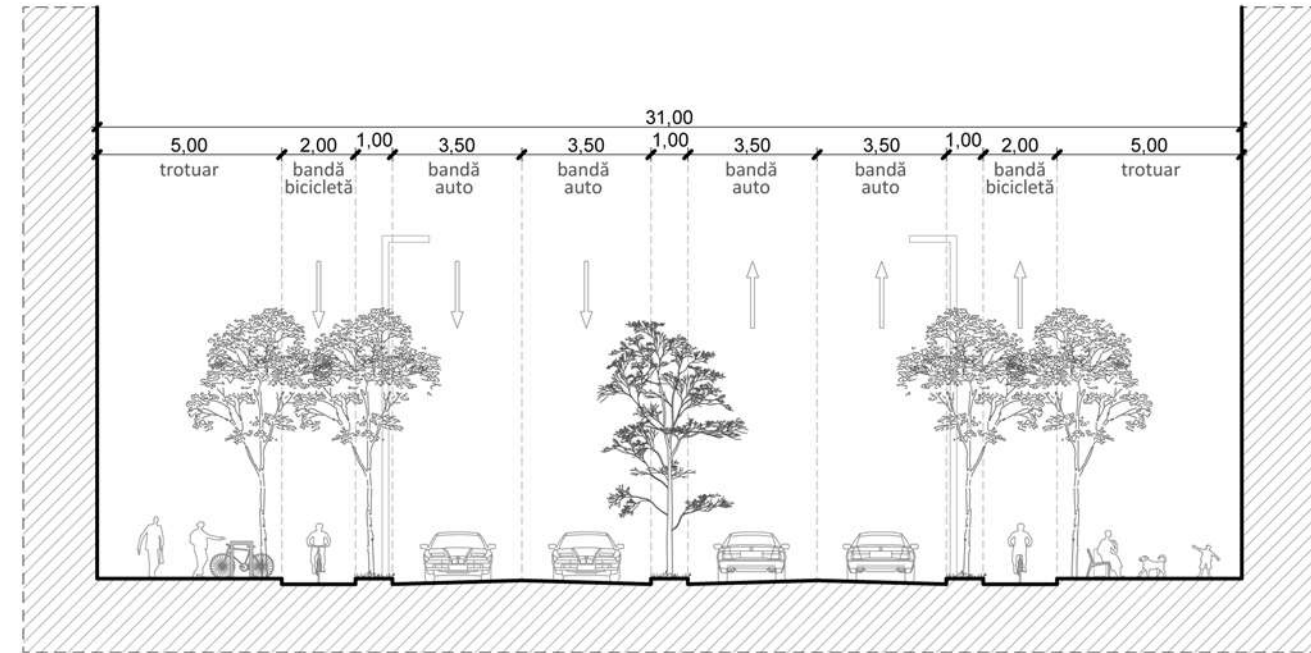 31,00
5,00 2,00 1,00 3,50 3,50 1,00 3,50 3,50 1,00 2,00 5,00
trotuar bandă bandă bandă bandă bandă bandă trotuar
bicicletă auto auto auto auto bicicletă